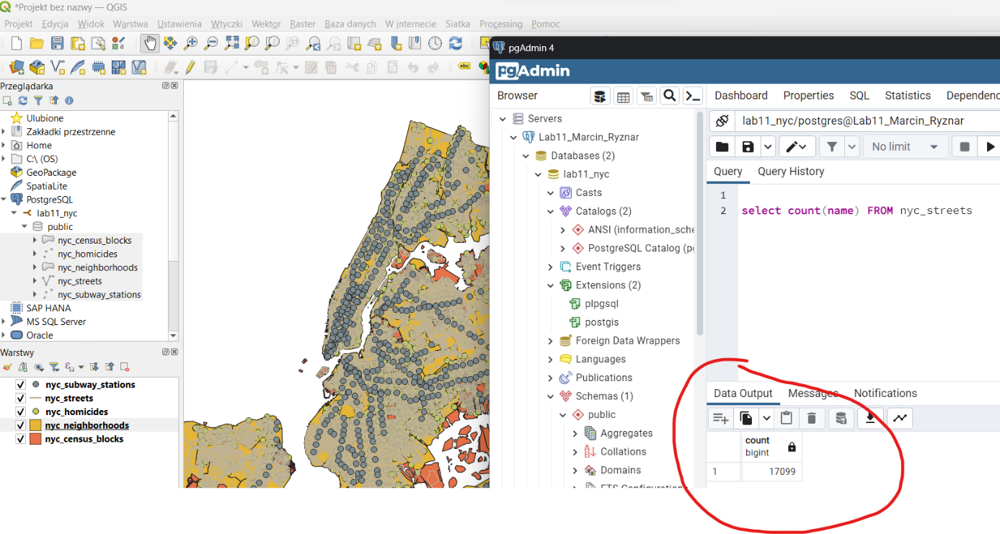 *Projekt bez nazwy — QGIS
Projekt Edycja Widok Warstwa Ustawienia Wtyczki Wektor Raster Baza danych W internecie Siatka Processing Pomoc
abc
Przeglądarka
Ulubione
Zakładki przestrzenne
Home
C:\ (OS)
GeoPackage
SpatiaLite
PostgreSQL
lab11_nyc
public
nyc_census_blocks
nyc_homicides
nyc_neighborhoods
nyc_streets
nyc_subway_stations
SAP HANA
MS SQL Server
Oracle
Warstwy
nyc_subway_stations
nyc_streets
nyc_homicides
nyc_neighborhoods
nyc_census_blocks
pgAdmin 4
pgAdmin
Browser
Servers
Lab11_Marcin_Ryznar
Databases (2)
lab11_nyc
Casts
Catalogs (2)
ANSI (information_sche
PostgreSQL Catalog (pg
Event Triggers
Extensions (2)
plpgsql
postgis
Foreign Data Wrappers
Languages
Publications
Schemas (1)
public
Aggregates
Collations
Domains
FTS Configurations
Dashboard Properties SQL Statistics Dependenc
lab11_nyc/postgres@Lab11_Marcin_Ryznar
No limit
Query Query History
1
2 select count(name) FROM nyc_streets
Data Output Messages Notifications
count
bigint
1 17099